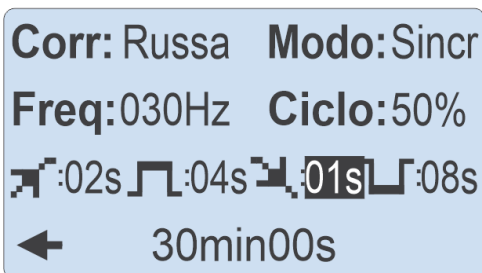 Corr: Russa Modo: Sincr
Freq: 030Hz Ciclo: 50%
:02s :04s :01s :08s
30min00s